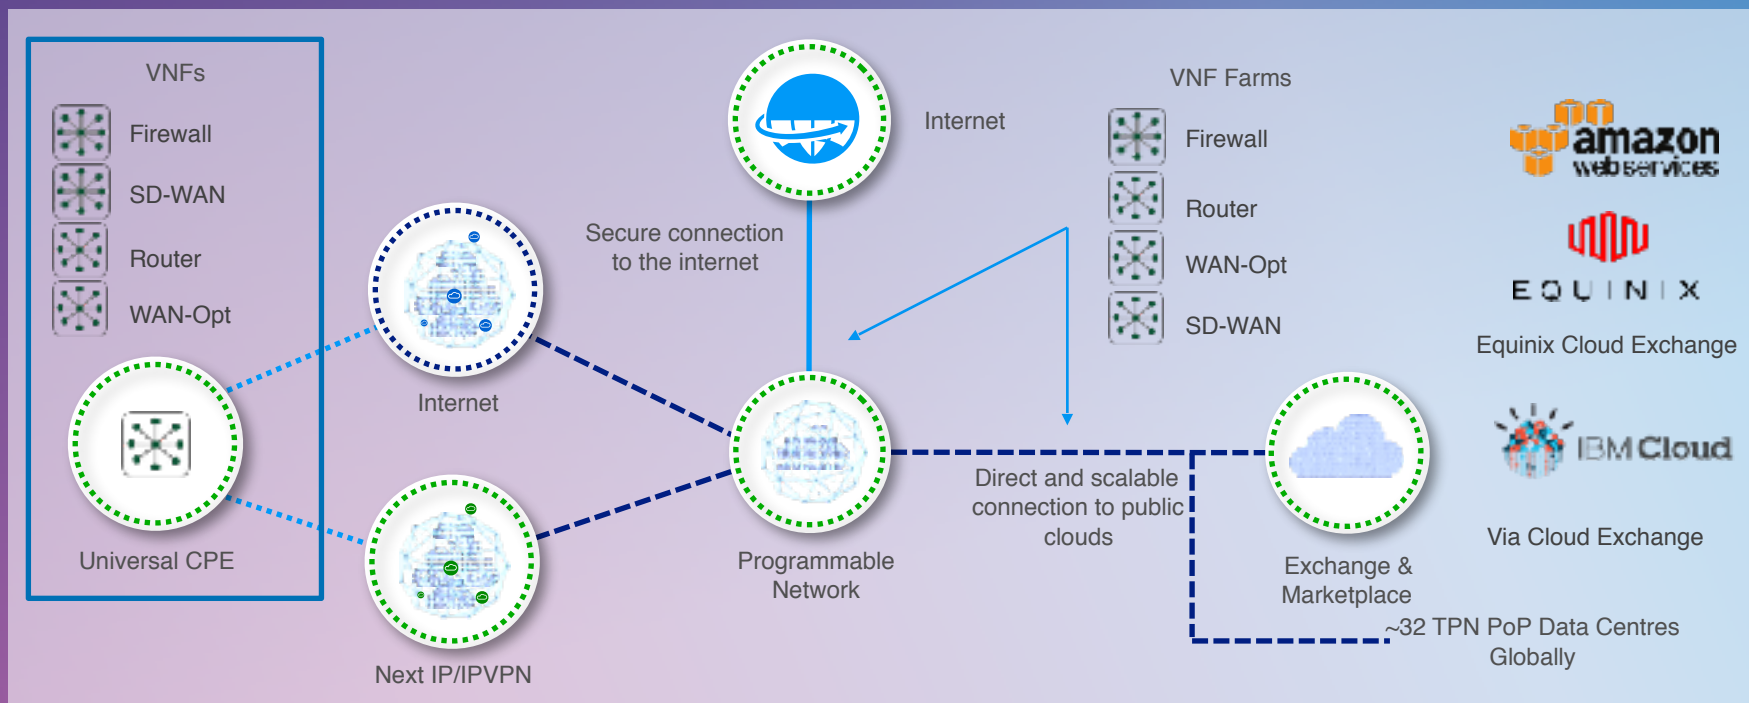 VNFs
Firewall
SD-WAN
Router
WAN-Opt
Universal CPE
Internet
Next IP/IPVPN
Secure connection
to the internet
Internet
Programmable
Network
VNF Farms
Firewall
Router
WAN-Opt
SD-WAN
Direct and scalable
connection to public
clouds
Exchange &
Marketplace
~32 TPN PoP Data Centres
Globally
amazon
webservices
EQUINIX
Equinix Cloud Exchange
IBM Cloud
Via Cloud Exchange